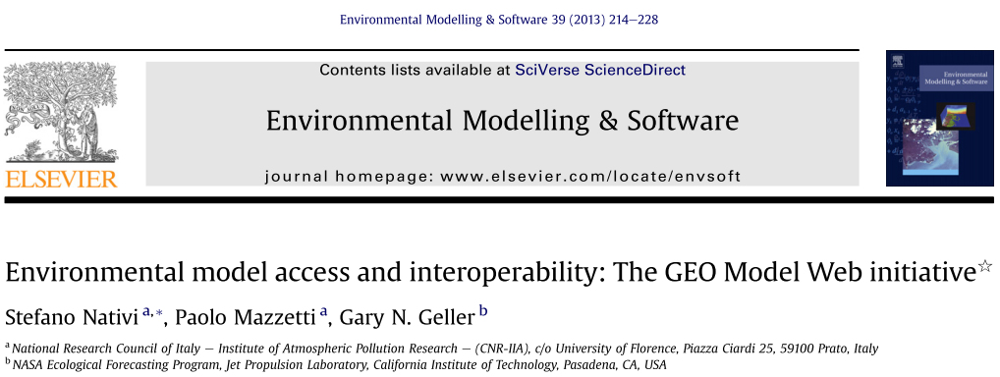 Environmental Modelling & Software 39 (2013) 214–228
Contents lists available at SciVerse ScienceDirect
Environmental Modelling & Software
journal homepage: www.elsevier.com/locate/envsoft
ELSEVIER
Environmental
Modelling & Software
Environmental model access and interoperability: The GEO Model Web initiative☆
Stefano Nativi a,*, Paolo Mazzetti a, Gary N. Geller b
a National Research Council of Italy – Institute of Atmospheric Pollution Research – (CNR-IIA), c/o University of Florence, Piazza Ciardi 25, 59100 Prato, Italy
b NASA Ecological Forecasting Program, Jet Propulsion Laboratory, California Institute of Technology, Pasadena, CA, USA